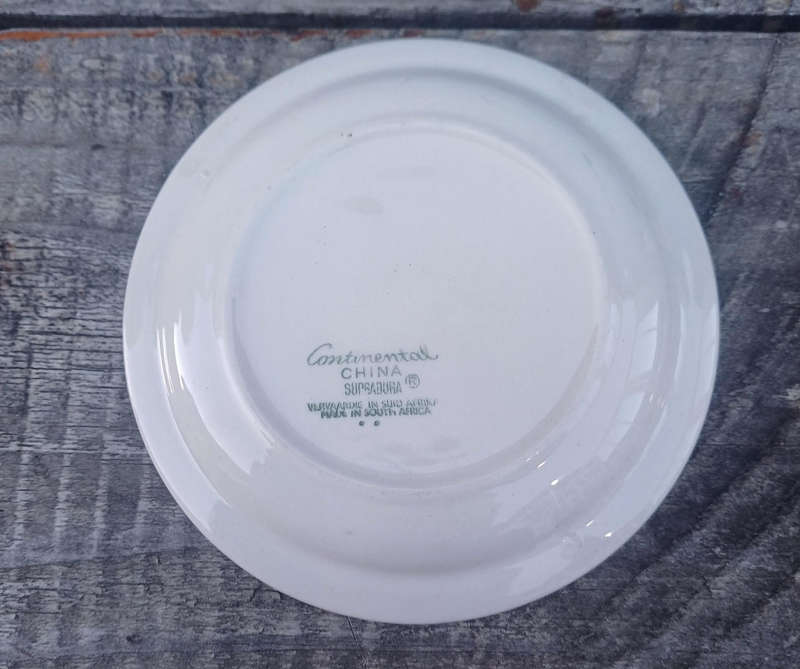 Continental
CHINA
SUPRADURA ®
VERVAARDIG IN SUID AFRIKA
MADE IN SOUTH AFRICA